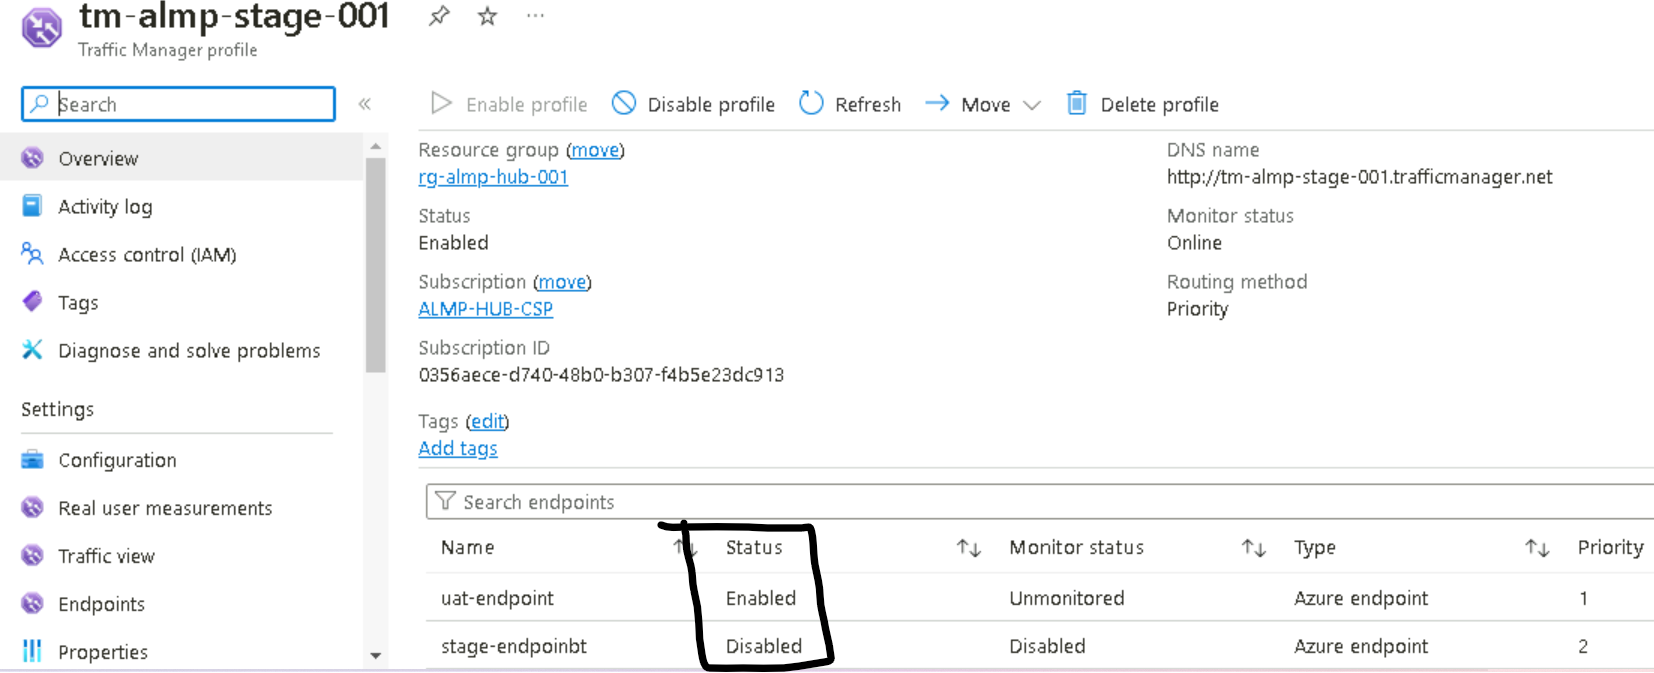 tm-almp-stage-001
Traffic Manager profile
Search
Overview
Activity log
Access control (IAM)
Tags
Diagnose and solve problems
Settings
Configuration
Real user measurements
Traffic view
Endpoints
Properties
Enable profile Disable profile Refresh Move Delete profile
Resource group (move)
rg-almp-hub-001
Status
Enabled
Subscription (move)
ALMP-HUB-CSP
Subscription ID
0356aece-d740-48b0-b307-f4b5e23dc913
Tags (edit)
Add tags
DNS name
http://tm-almp-stage-001.trafficmanager.net
Monitor status
Online
Routing method
Priority
Search endpoints
Name Status Monitor status Type Priority
uat-endpoint Enabled Unmonitored Azure endpoint 1
stage-endpoinbt Disabled Disabled Azure endpoint 2